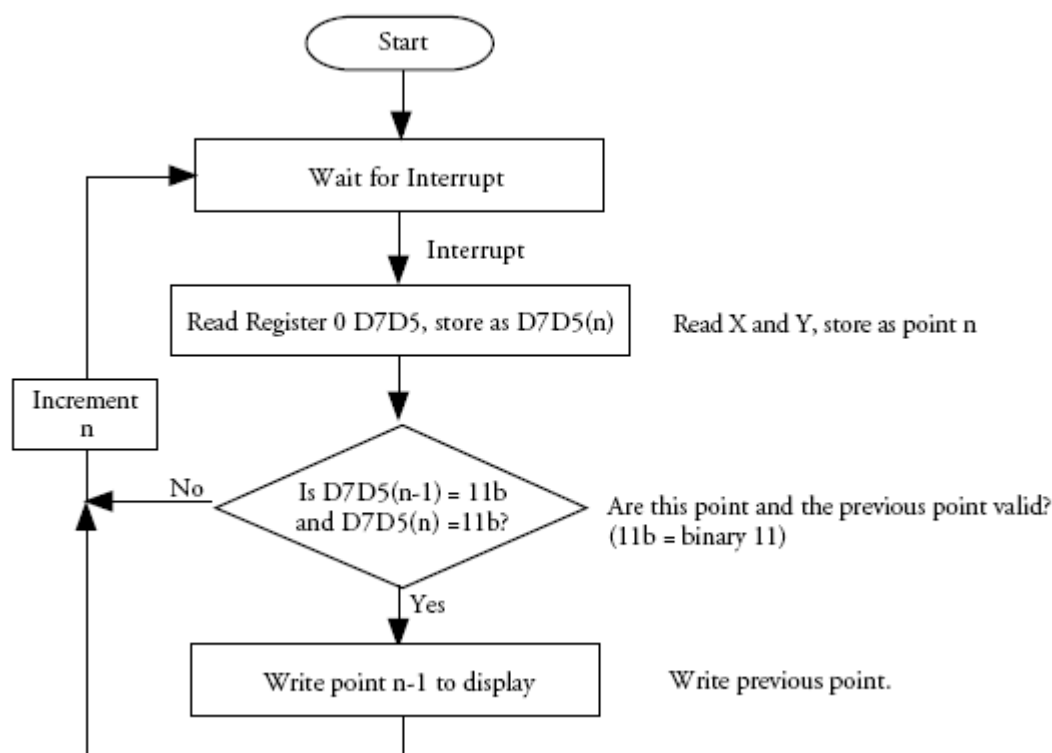 Start
Wait for Interrupt
Interrupt
Read Register 0 D7D5, store as D7D5(n)
Read X and Y, store as point n
Increment
n
No
Is D7D5(n-1) = 11b
and D7D5(n) =11b?
Are this point and the previous point valid?
(11b = binary 11)
Yes
Write point n-1 to display
Write previous point.